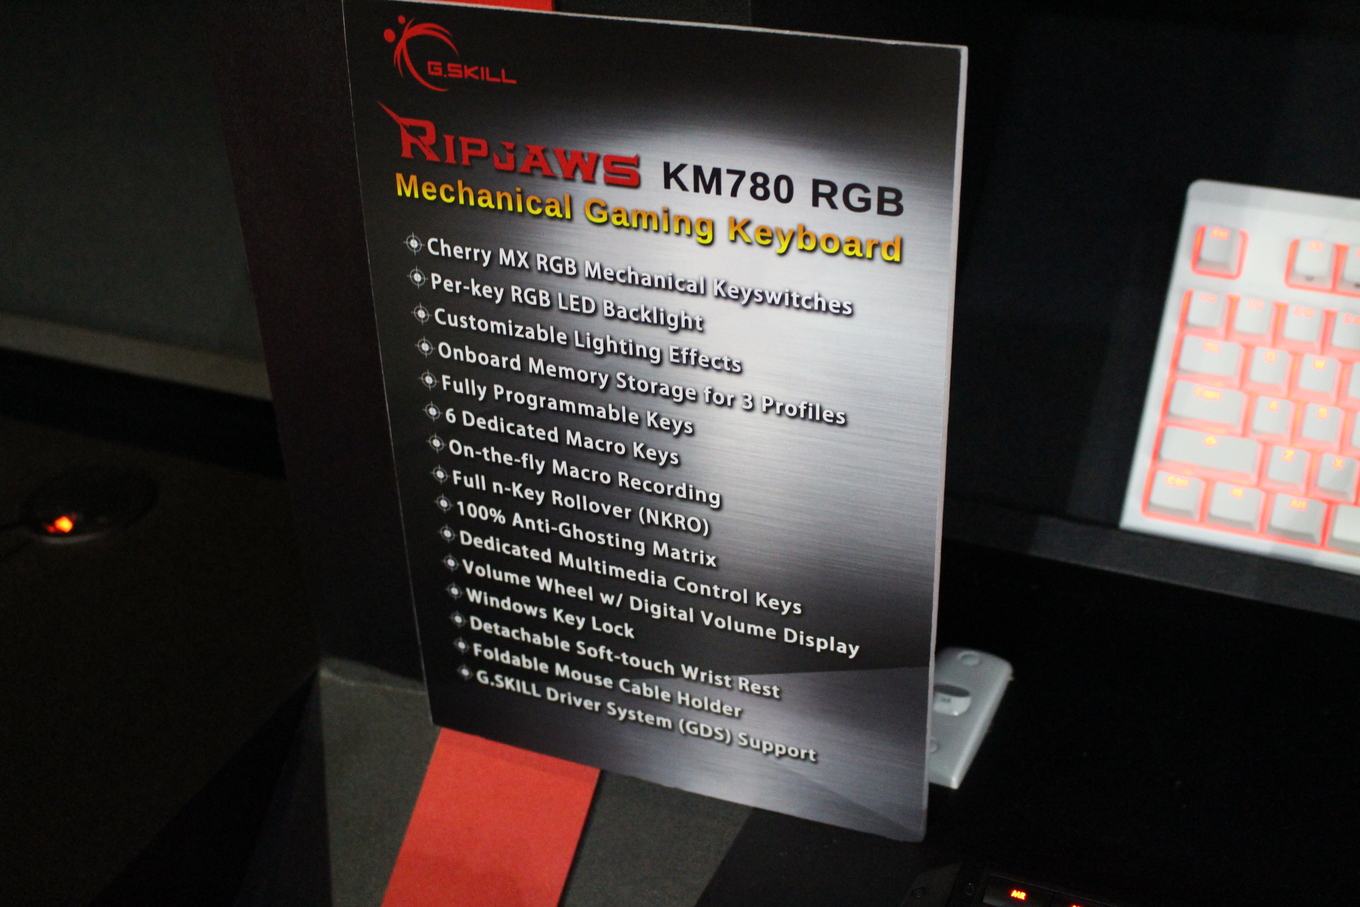 G.SKILL
RIPJAWS KM780 RGB
Mechanical Gaming Keyboard
Cherry MX RGB Mechanical Keyswitches
Per-key RGB LED Backlight
Customizable Lighting Effects
Onboard Memory Storage for 3 Profiles
Fully Programmable Keys
6 Dedicated Macro Keys
On-the-fly Macro Recording
Full n-Key Rollover (NKRO)
100% Anti-Ghosting Matrix
Dedicated Multimedia Control Keys
Volume Wheel w/ Digital Volume Display
Windows Key Lock
Detachable Soft-touch Wrist Rest
Foldable Mouse Cable Holder
G.SKILL Driver System (GDS) Support
MR